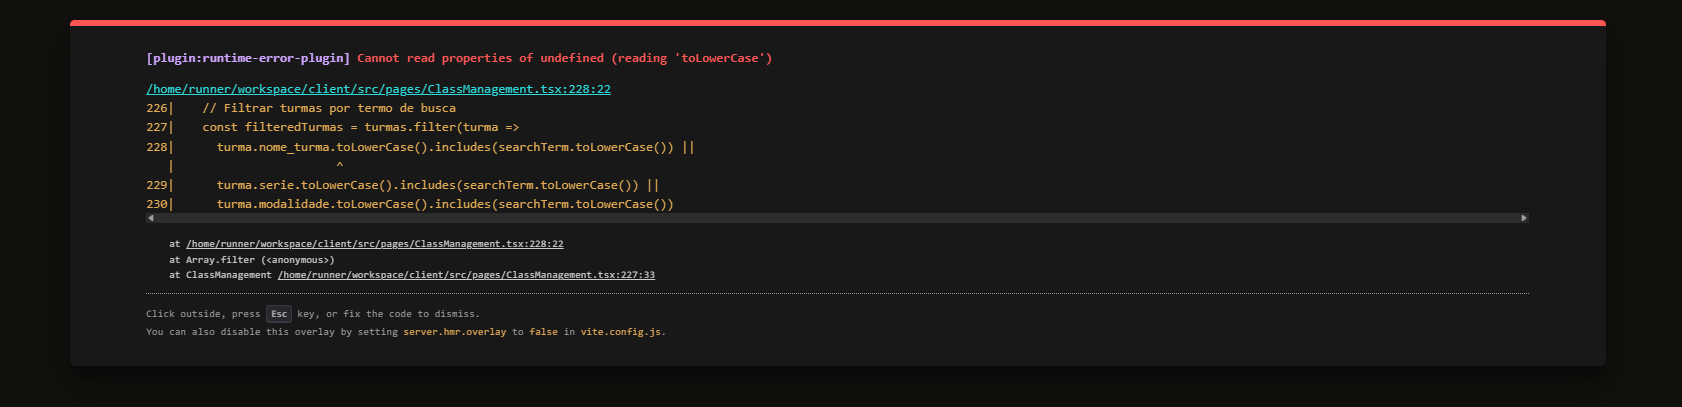 [plugin:runtime-error-plugin] Cannot read properties of undefined (reading 'toLowerCase')
/home/runner/workspace/client/src/pages/ClassManagement.tsx:228:22
226|    // Filtrar turmas por termo de busca
227|    const filteredTurmas = turmas.filter(turma =>
228|      turma.nome_turma.toLowerCase().includes(searchTerm.toLowerCase()) ||
   |                       ^
229|      turma.serie.toLowerCase().includes(searchTerm.toLowerCase()) ||
230|      turma.modalidade.toLowerCase().includes(searchTerm.toLowerCase())
at /home/runner/workspace/client/src/pages/ClassManagement.tsx:228:22
at Array.filter (<anonymous>)
at ClassManagement /home/runner/workspace/client/src/pages/ClassManagement.tsx:227:33
Click outside, press Esc key, or fix the code to dismiss.
You can also disable this overlay by setting server.hmr.overlay to false in vite.config.js.